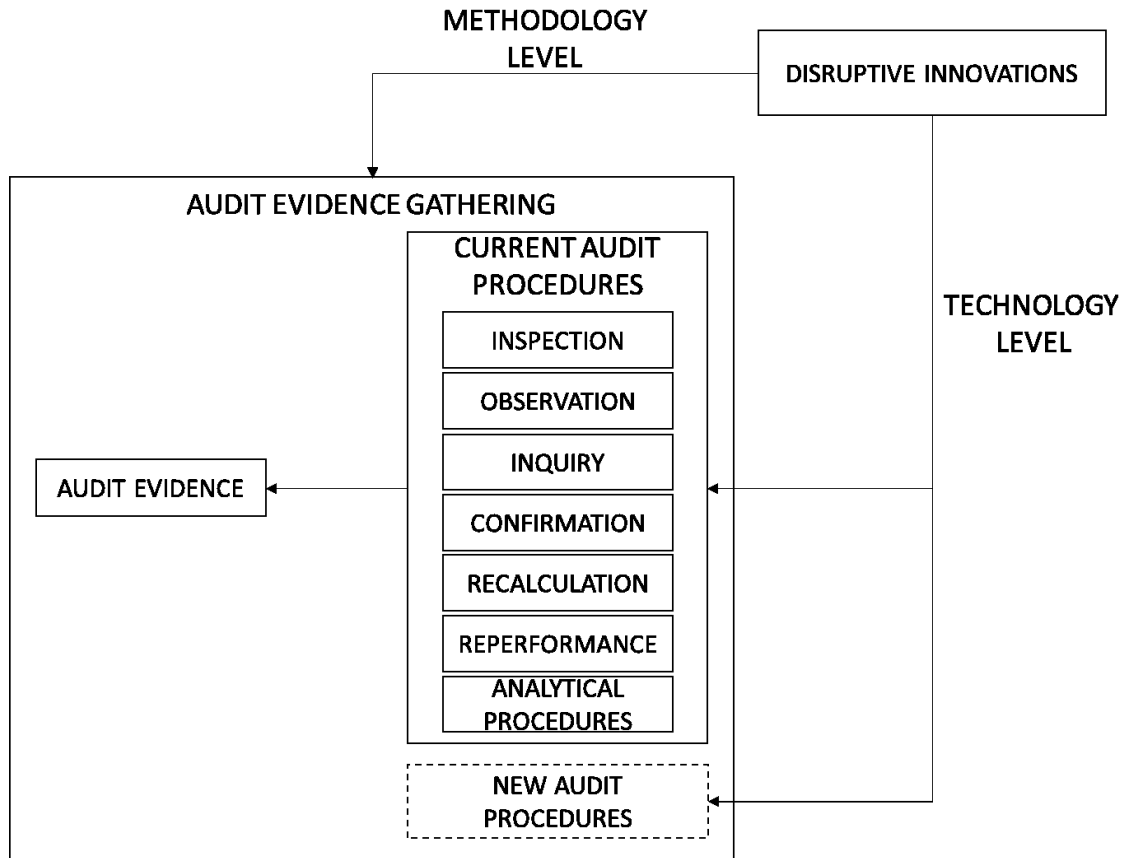 METHODOLOGY
LEVEL
DISRUPTIVE INNOVATIONS
AUDIT EVIDENCE GATHERING
CURRENT AUDIT
PROCEDURES
TECHNOLOGY
LEVEL
INSPECTION
OBSERVATION
INQUIRY
AUDIT EVIDENCE
CONFIRMATION
RECALCULATION
REPERFORMANCE
ANALYTICAL
PROCEDURES
NEW AUDIT
PROCEDURES